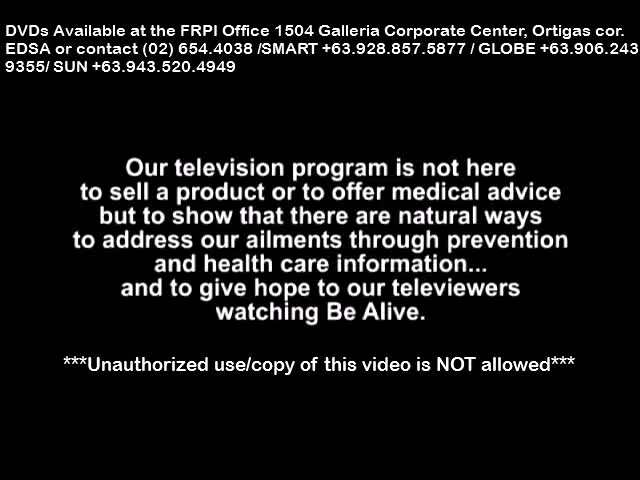 DVDs Available at the FRPI Office 1504 Galleria Corporate Center, Ortigas cor.
EDSA or contact (02) 654.4038 /SMART +63.928.857.5877 / GLOBE +63.906.243
9355/ SUN +63.943.520.4949
Our television program is not here
to sell a product or to offer medical advice
but to show that there are natural ways
to address our ailments through prevention
and health care information...
and to give hope to our televiewers
watching Be Alive.
***Unauthorized use/copy of this video is NOT allowed***